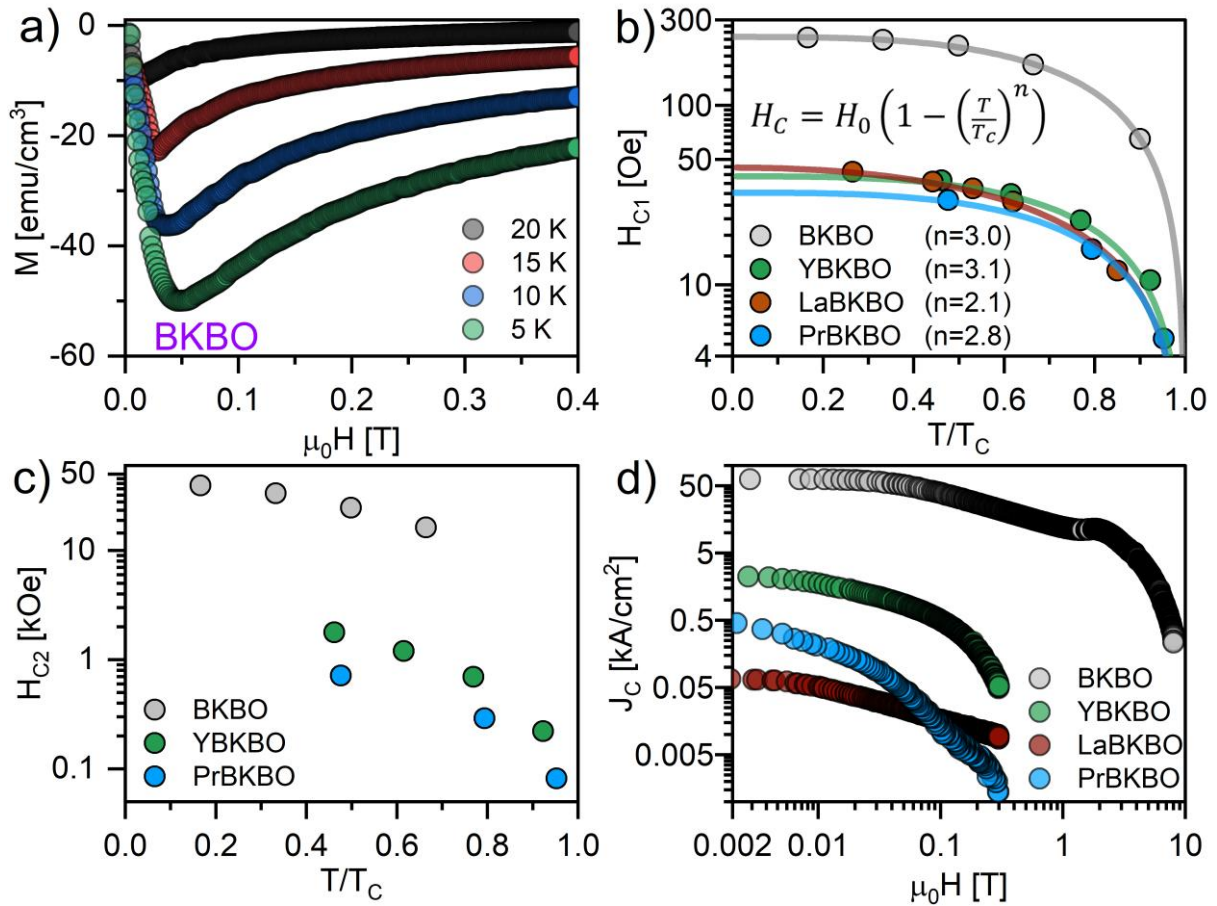 a)
0
-20
-40
-60
M [emu/cm³]
20 K
15 K
10 K
5 K
BKBO
0.0 0.1 0.2 0.3 0.4
μ₀H [T]
b)
300
100
50
10
4
H_C1 [Oe]
H_C = H_0 (1 − (T/T_C)^n)
BKBO (n=3.0)
YBKBO (n=3.1)
LaBKBO (n=2.1)
PrBKBO (n=2.8)
0.0 0.2 0.4 0.6 0.8 1.0
T/T_C
c)
50
10
1
0.1
H_C2 [kOe]
BKBO
YBKBO
PrBKBO
0.0 0.2 0.4 0.6 0.8 1.0
T/T_C
d)
50
5
0.5
0.05
0.005
J_C [kA/cm²]
BKBO
YBKBO
LaBKBO
PrBKBO
0.002 0.01 0.1 1 10
μ₀H [T]